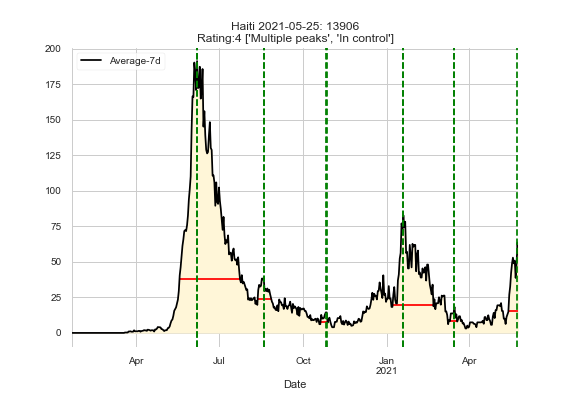 Haiti 2021-05-25: 13906
Rating:4 ['Multiple peaks', 'In control']
200
Average-7d
175
150
125
100
75
50
25
0
Apr
Jul
Oct
Jan
2021
Apr
Date